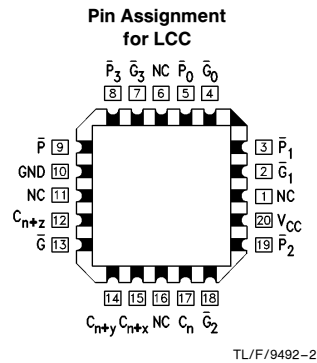 Pin Assignment
for LCC
P̄₃ Ḡ₃ NC P̄₀ Ḡ₀
8 7 6 5 4
P̄ 9
GND 10
NC 11
Cₙ₊z 12
Ḡ 13
3 P̄₁
2 Ḡ₁
1 NC
20 V_CC
19 P̄₂
14 15 16 17 18
Cₙ₊y Cₙ₊ₓ NC Cₙ Ḡ₂
TL/F/9492–2